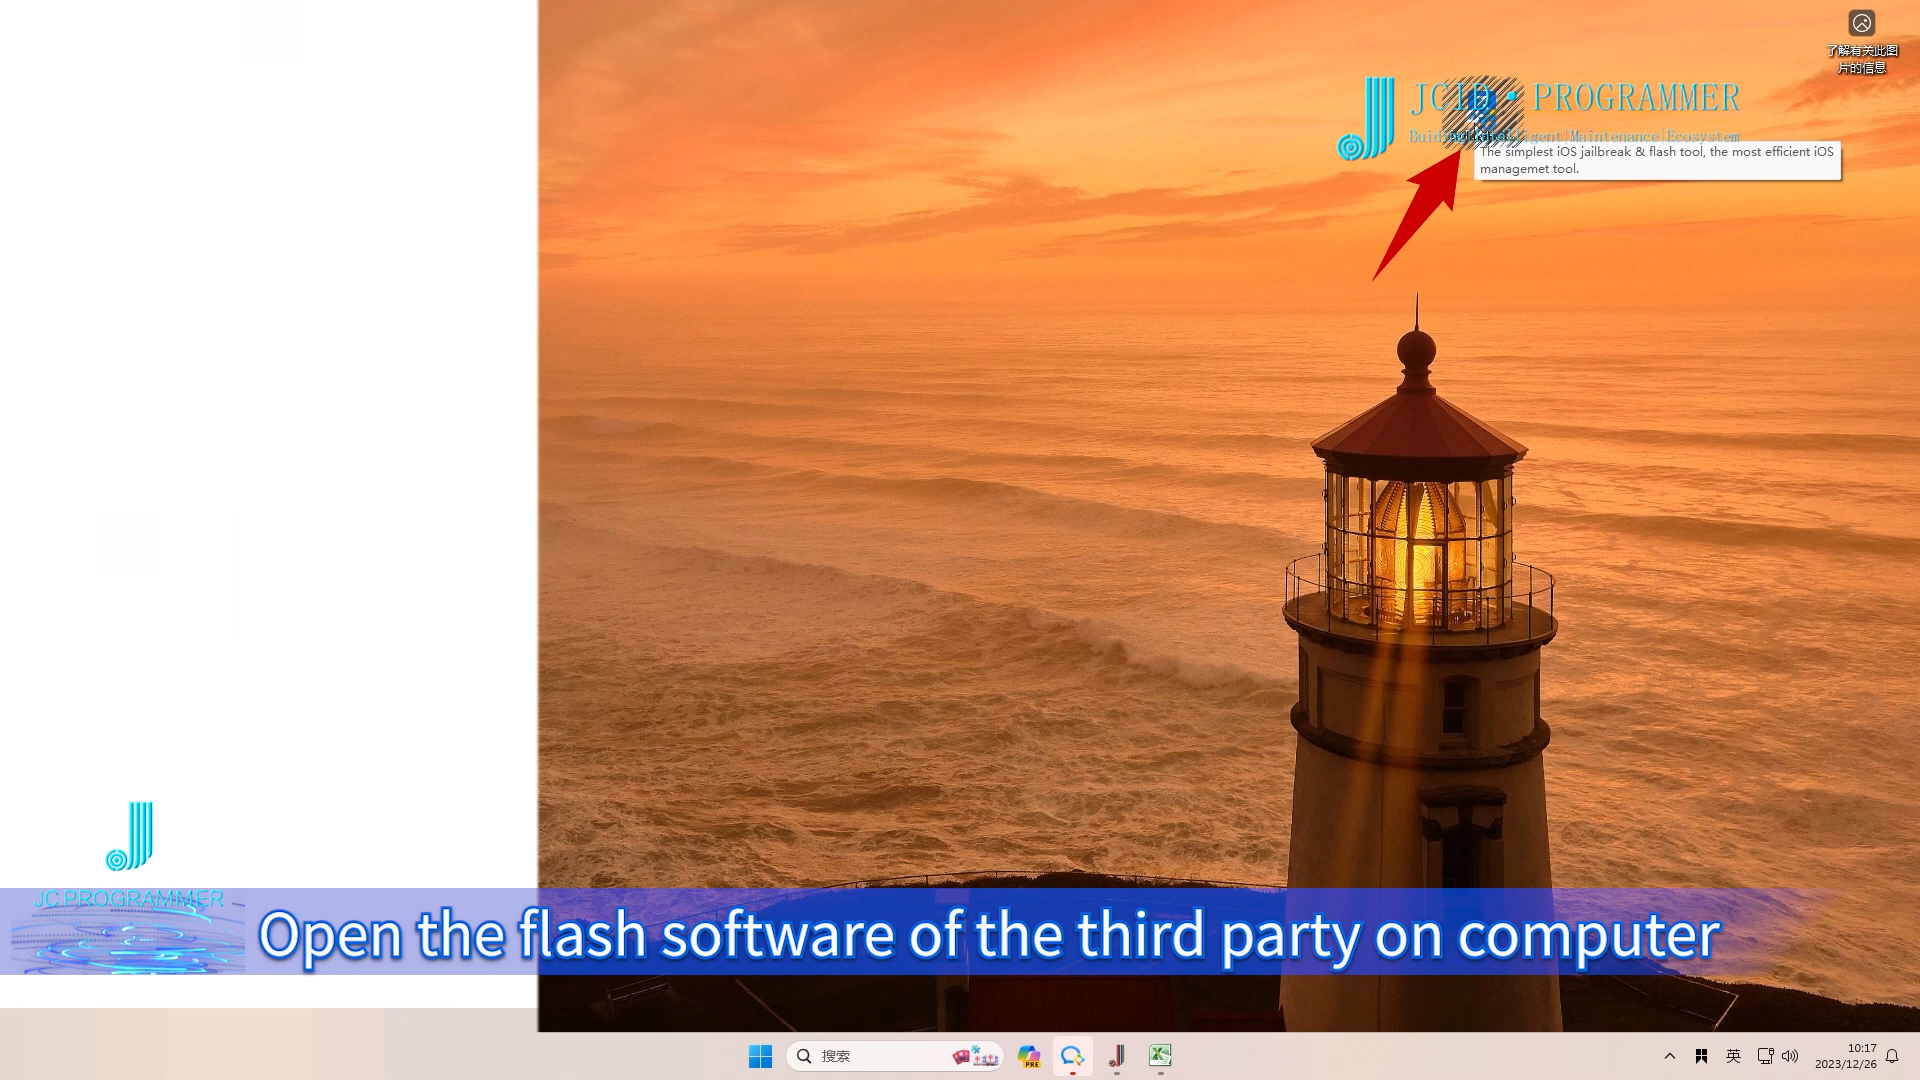 了解有关此图
片的信息
JCID·PROGRAMMER
Intelligent|Maintenance|Ecosystem
The simplest iOS jailbreak & flash tool, the most efficient iOS
managemet tool.
JC PROGRAMMER
Open the flash software of the third party on computer
搜索
PRE
英
10:17
2023/12/26